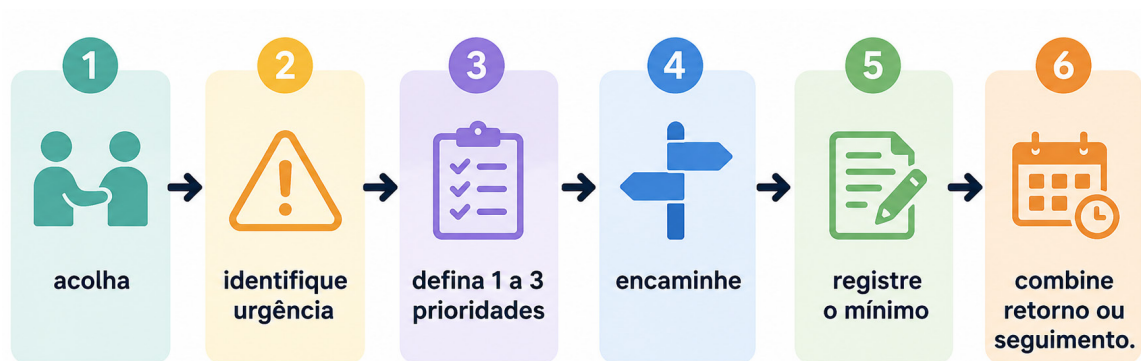 1
acolha
2
identifique
urgência
3
defina 1 a 3
prioridades
4
encaminhe
5
registre
o mínimo
6
combine
retorno ou
seguimento.